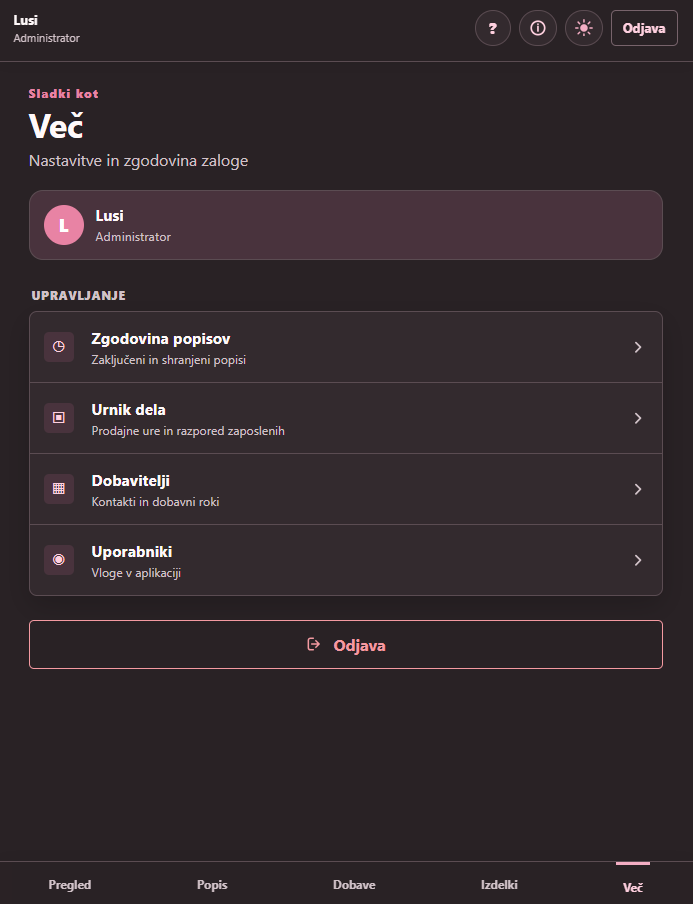 Lusi
Administrator
?
Odjava
Sladki kot
Več
Nastavitve in zgodovina zaloge
L
Lusi
Administrator
UPRAVLJANJE
Zgodovina popisov
Zaključeni in shranjeni popisi
Urnik dela
Prodajne ure in razpored zaposlenih
Dobavitelji
Kontakti in dobavni roki
Uporabniki
Vloge v aplikaciji
Odjava
Pregled
Popis
Dobave
Izdelki
Več